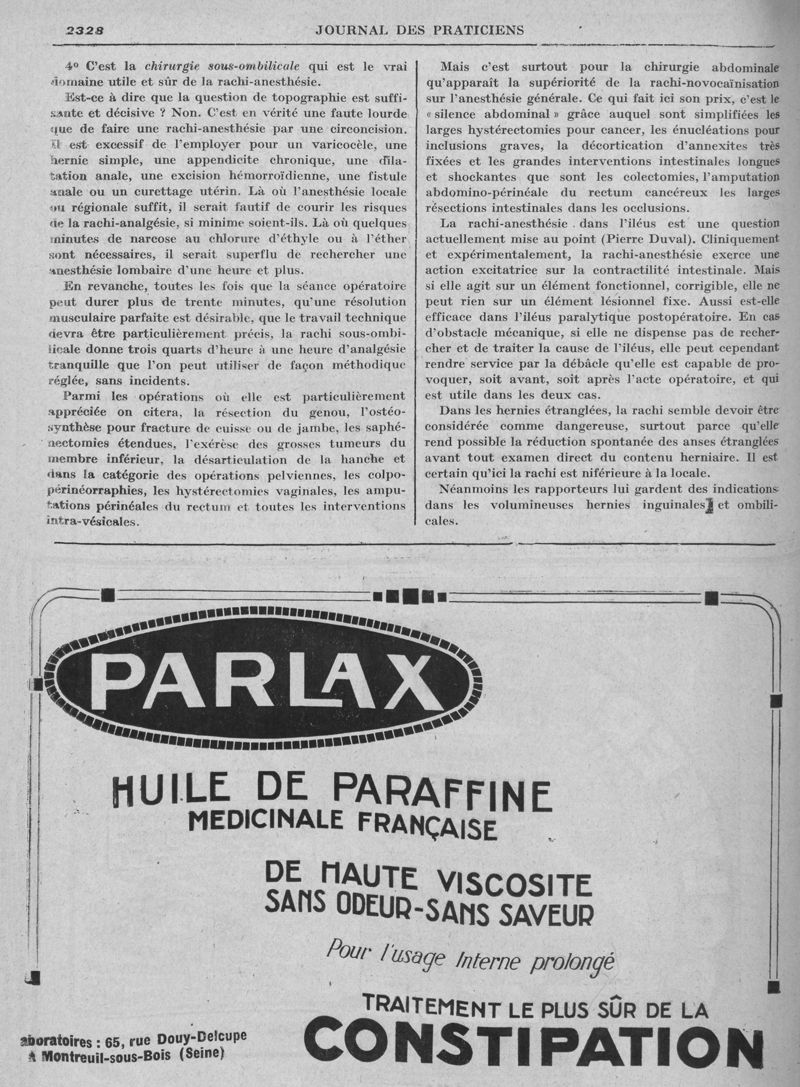 2328
JOURNAL DES PRATICIENS
4º C'est la chirurgie sous-ombilicale qui est le vrai
domaine utile et sûr de la rachi-anesthésie.
Est-ce à dire que la question de topographie est suffi-
sante et décisive ? Non. C'est en vérité une faute lourde
que de faire une rachi-anesthésie par une circoncision.
Il est excessif de l'employer pour un varicocèle, une
hernie simple, une appendicite chronique, une dila-
tation anale, une excision hémorroïdienne, une fistule
anale ou un curettage utérin. Là où l'anesthésie locale
ou régionale suffit, il serait fautif de courir les risques
de la rachi-analgésie, si minime soient-ils. Là où quelques
minutes de narcose au chlorure d'éthyle ou à l'éther
sont nécessaires, il serait superflu de rechercher une
anesthésie lombaire d'une heure et plus.
En revanche, toutes les fois que la séance opératoire
peut durer plus de trente minutes, qu'une résolution
musculaire parfaite est désirable, que le travail technique
devra être particulièrement précis, la rachi sous-ombi-
licale donne trois quarts d'heure à une heure d'analgésie
tranquille que l'on peut utiliser de façon méthodique
réglée, sans incidents.
Parmi les opérations où elle est particulièrement
appréciée on citera, la résection du genou, l'ostéo-
synthèse pour fracture de cuisse ou de jambe, les saphé-
nectomies étendues, l'exérèse des grosses tumeurs du
membre inférieur, la désarticulation de la hanche et
dans la catégorie des opérations pelviennes, les colpo-
périnéorraphies, les hystérectomies vaginales, les ampu-
tations périnéales du rectum et toutes les interventions
intra-vésicales.
Mais c'est surtout pour la chirurgie abdominale
qu'apparaît la supériorité de la rachi-novocaïnisation
sur l'anesthésie générale. Ce qui fait ici son prix, c'est le
« silence abdominal » grâce auquel sont simplifiées les
larges hystérectomies pour cancer, les énucléations pour
inclusions graves, la décortication d'annexites très
fixées et les grandes interventions intestinales longues
et shockantes que sont les colectomies, l'amputation
abdomino-périnéale du rectum cancéreux les larges
résections intestinales dans les occlusions.
La rachi-anesthésie dans l'iléus est une question
actuellement mise au point (Pierre Duval). Cliniquement
et expérimentalement, la rachi-anesthésie exerce une
action excitatrice sur la contractilité intestinale. Mais
si elle agit sur un élément fonctionnel, corrigible, elle ne
peut rien sur un élément lésionnel fixe. Aussi est-elle
efficace dans l'iléus paralytique postopératoire. En cas
d'obstacle mécanique, si elle ne dispense pas de recher-
cher et de traiter la cause de l'iléus, elle peut cependant
rendre service par la débâcle qu'elle est capable de pro-
voquer, soit avant, soit après l'acte opératoire, et qui
est utile dans les deux cas.
Dans les hernies étranglées, la rachi semble devoir être
considérée comme dangereuse, surtout parce qu'elle
rend possible la réduction spontanée des anses étranglées
avant tout examen direct du contenu herniaire. Il est
certain qu'ici la rachi est niférieure à la locale.
Néanmoins les rapporteurs lui gardent des indications
dans les volumineuses hernies inguinales et ombili-
cales.
PARLAX
HUILE DE PARAFFINE
MEDICINALE FRANÇAISE
DE HAUTE VISCOSITE
SANS ODEUR-SANS SAVEUR
Pour l'usage Interne prolongé
TRAITEMENT LE PLUS SÛR DE LA
CONSTIPATION
aboratoires : 65, rue Douy-Delcupe
A Montreuil-sous-Bois (Seine)